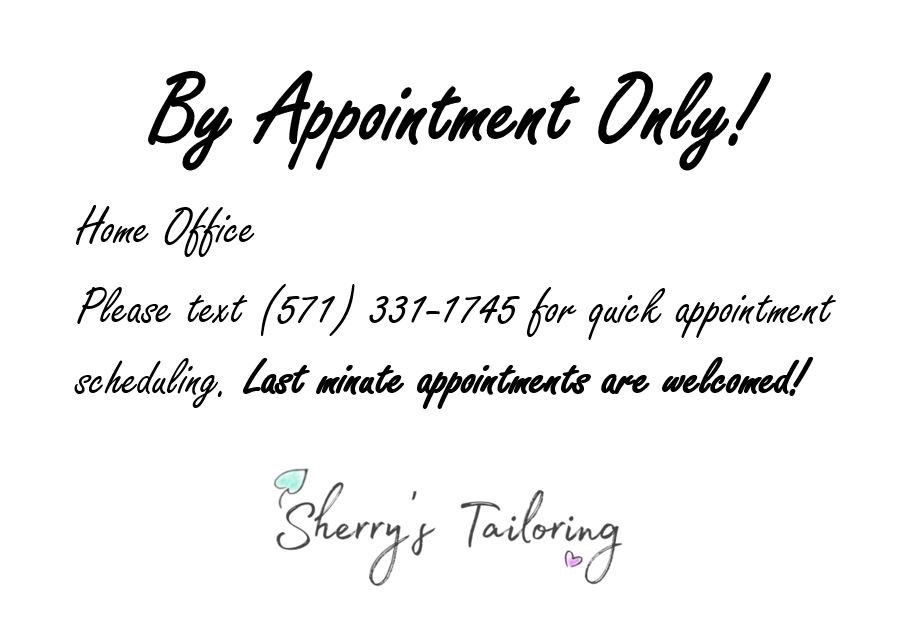 By Appointment Only!
Home Office
Please text (571) 331-1745 for quick appointment
scheduling. Last minute appointments are welcomed!
Sherry's Tailoring